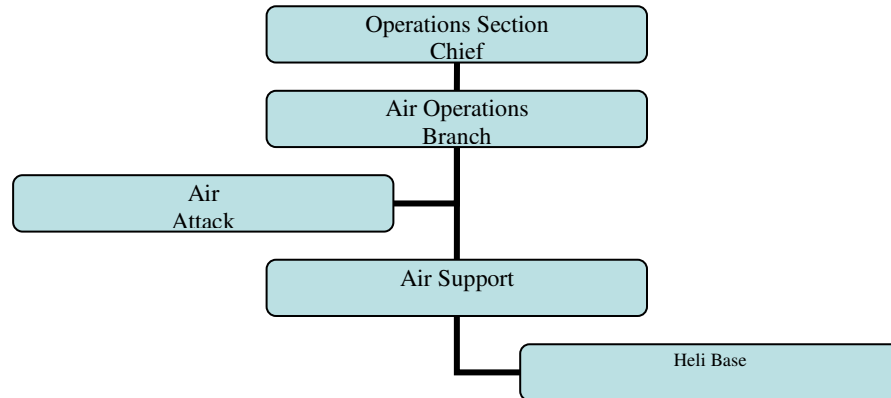 Operations Section
Chief
Air Operations
Branch
Air
Attack
Air Support
Heli Base